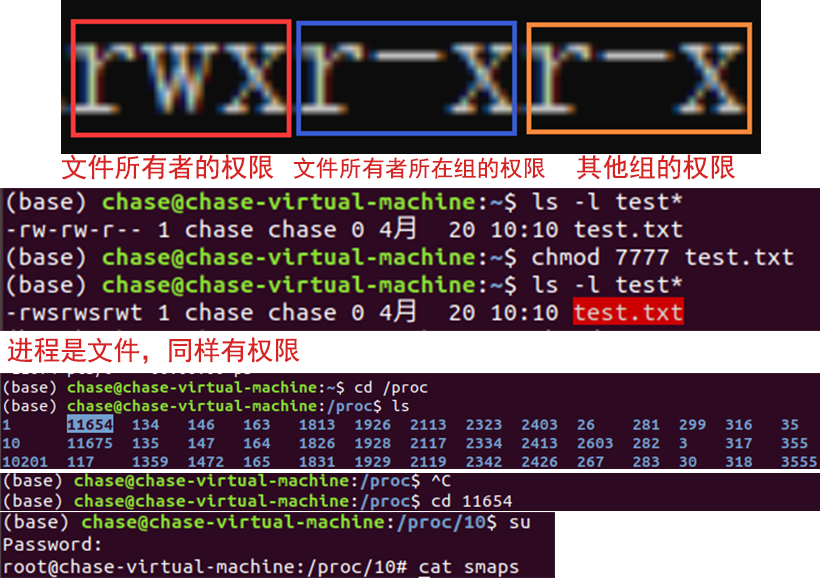 rwxr-xr-x
文件所有者的权限 文件所有者所在组的权限 其他组的权限
(base) chase@chase-virtual-machine:~$ ls -l test*
-rw-rw-r-- 1 chase chase 0 4月  20 10:10 test.txt
(base) chase@chase-virtual-machine:~$ chmod 7777 test.txt
(base) chase@chase-virtual-machine:~$ ls -l test*
-rwsrwsrwt 1 chase chase 0 4月  20 10:10 test.txt
进程是文件，同样有权限
(base) chase@chase-virtual-machine:~$ cd /proc
(base) chase@chase-virtual-machine:/proc$ ls
1 11654 134 146 163 1813 1926 2113 2323 2403 26 281 299 316 35
10 11675 135 147 164 1826 1928 2117 2334 2413 2603 282 3 317 355
10201 117 1359 1472 165 1831 1929 2119 2342 2426 267 283 30 318 3555
(base) chase@chase-virtual-machine:/proc$ ^C
(base) chase@chase-virtual-machine:/proc$ cd 11654
(base) chase@chase-virtual-machine:/proc/10$ su
Password:
root@chase-virtual-machine:/proc/10# cat smaps